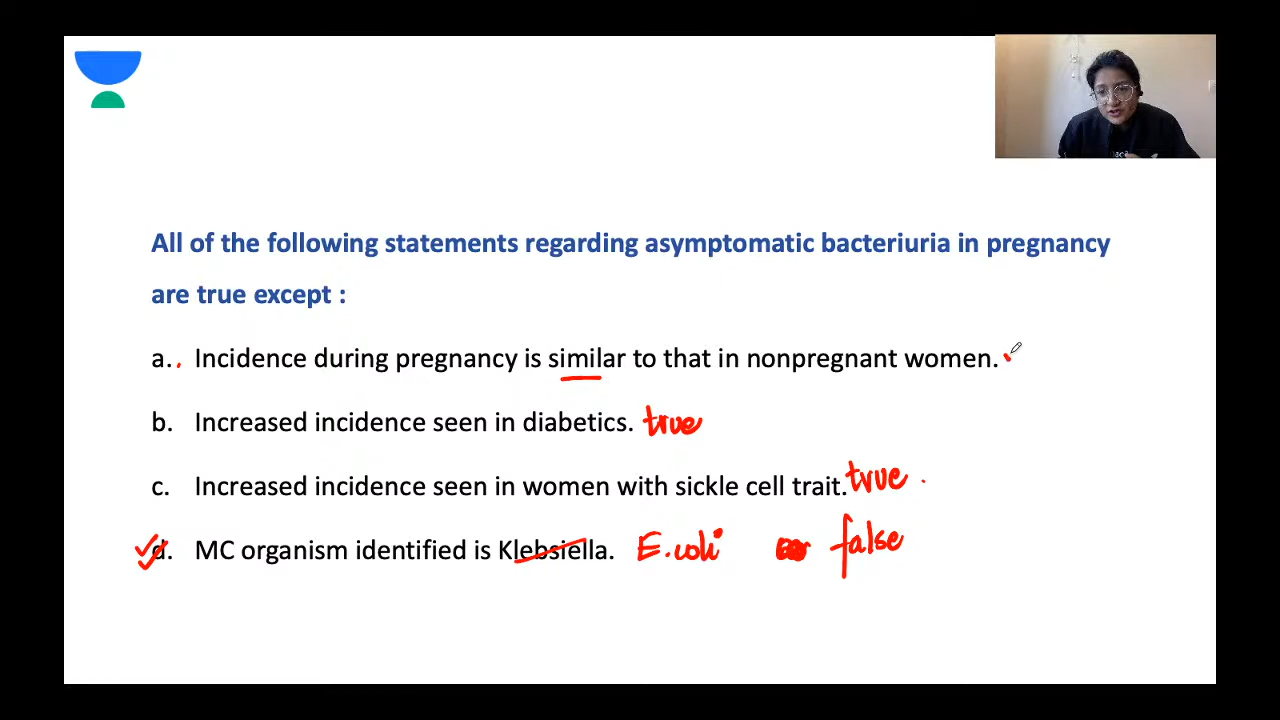 All of the following statements regarding asymptomatic bacteriuria in pregnancy
are true except :
a. Incidence during pregnancy is similar to that in nonpregnant women.
b. Increased incidence seen in diabetics. true
c. Increased incidence seen in women with sickle cell trait. true
d. MC organism identified is Klebsiella. E.coli false